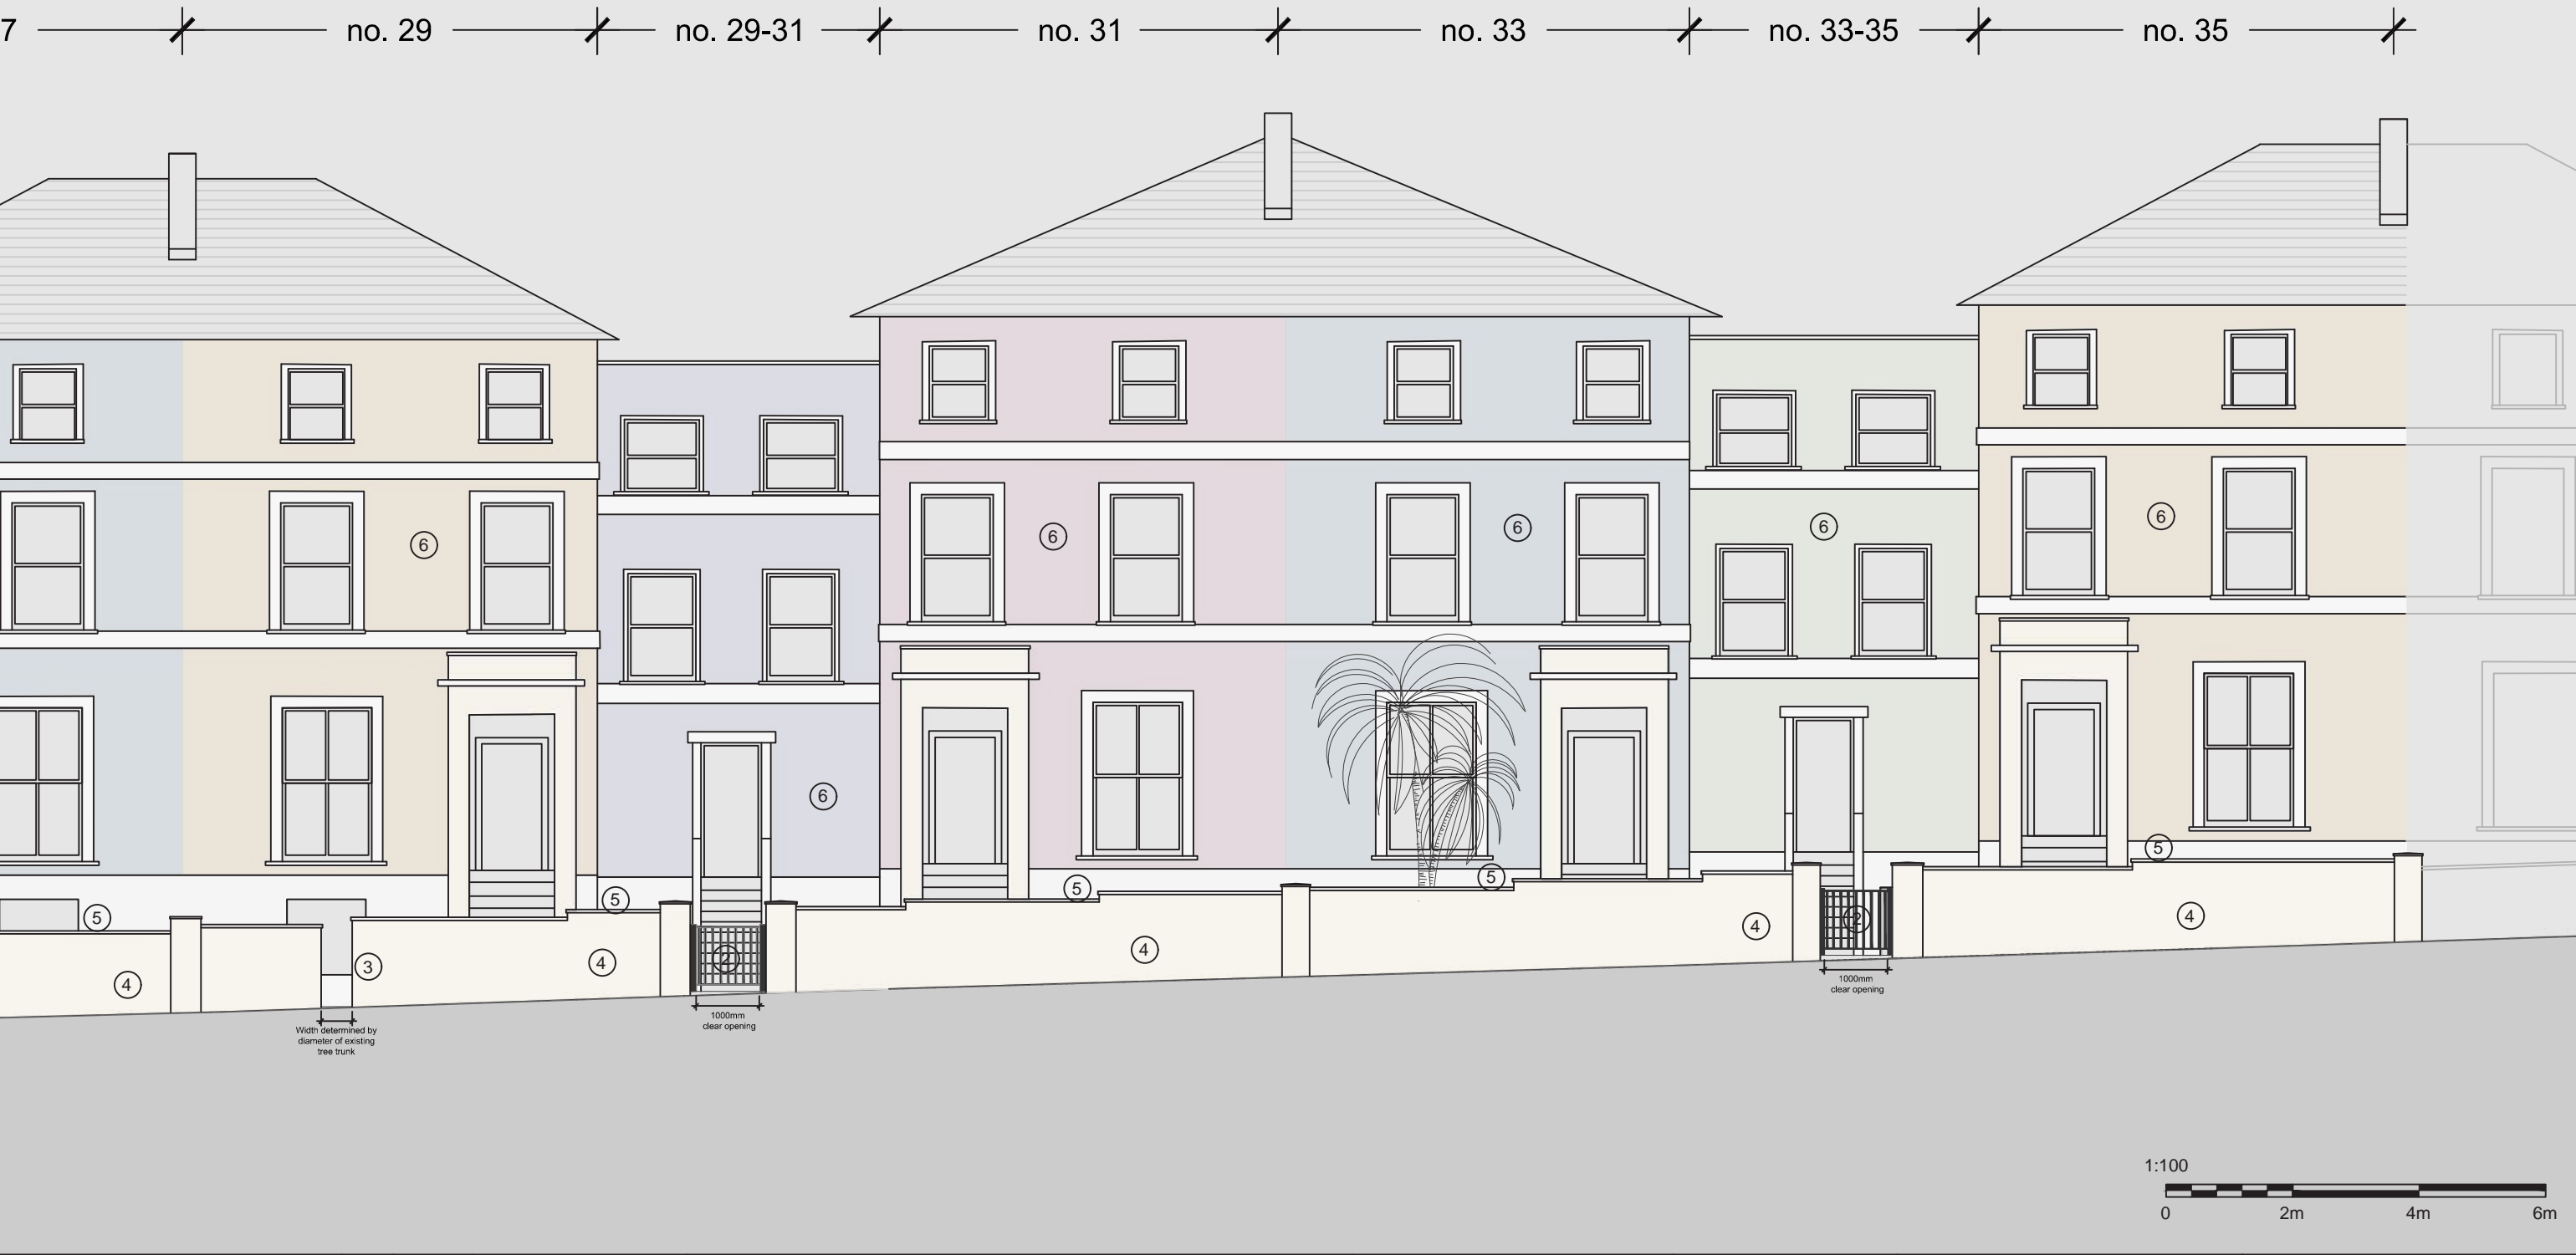 7
no. 29
no. 29-31
no. 31
no. 33
no. 33-35
no. 35
6
6
6
6
6
6
5
5
5
5
5
4
3
4
2
4
4
2
4
Width determined by
diameter of existing
tree trunk
1000mm
clear opening
1000mm
clear opening
1:100
0
2m
4m
6m